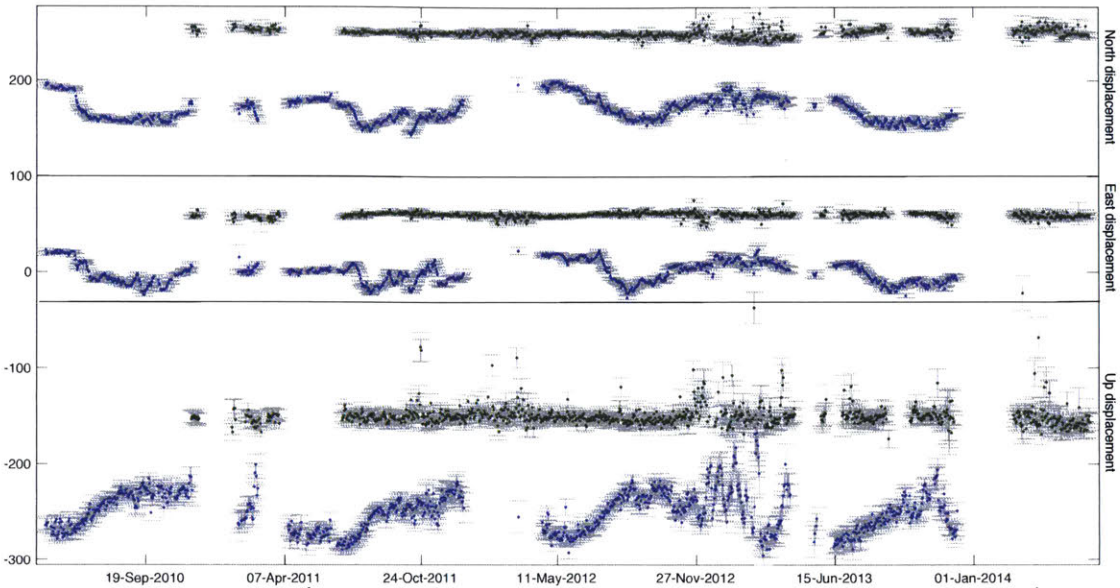 200
100
0
-100
-200
-300
North displacement
East displacement
Up displacement
19-Sep-2010
07-Apr-2011
24-Oct-2011
11-May-2012
27-Nov-2012
15-Jun-2013
01-Jan-2014